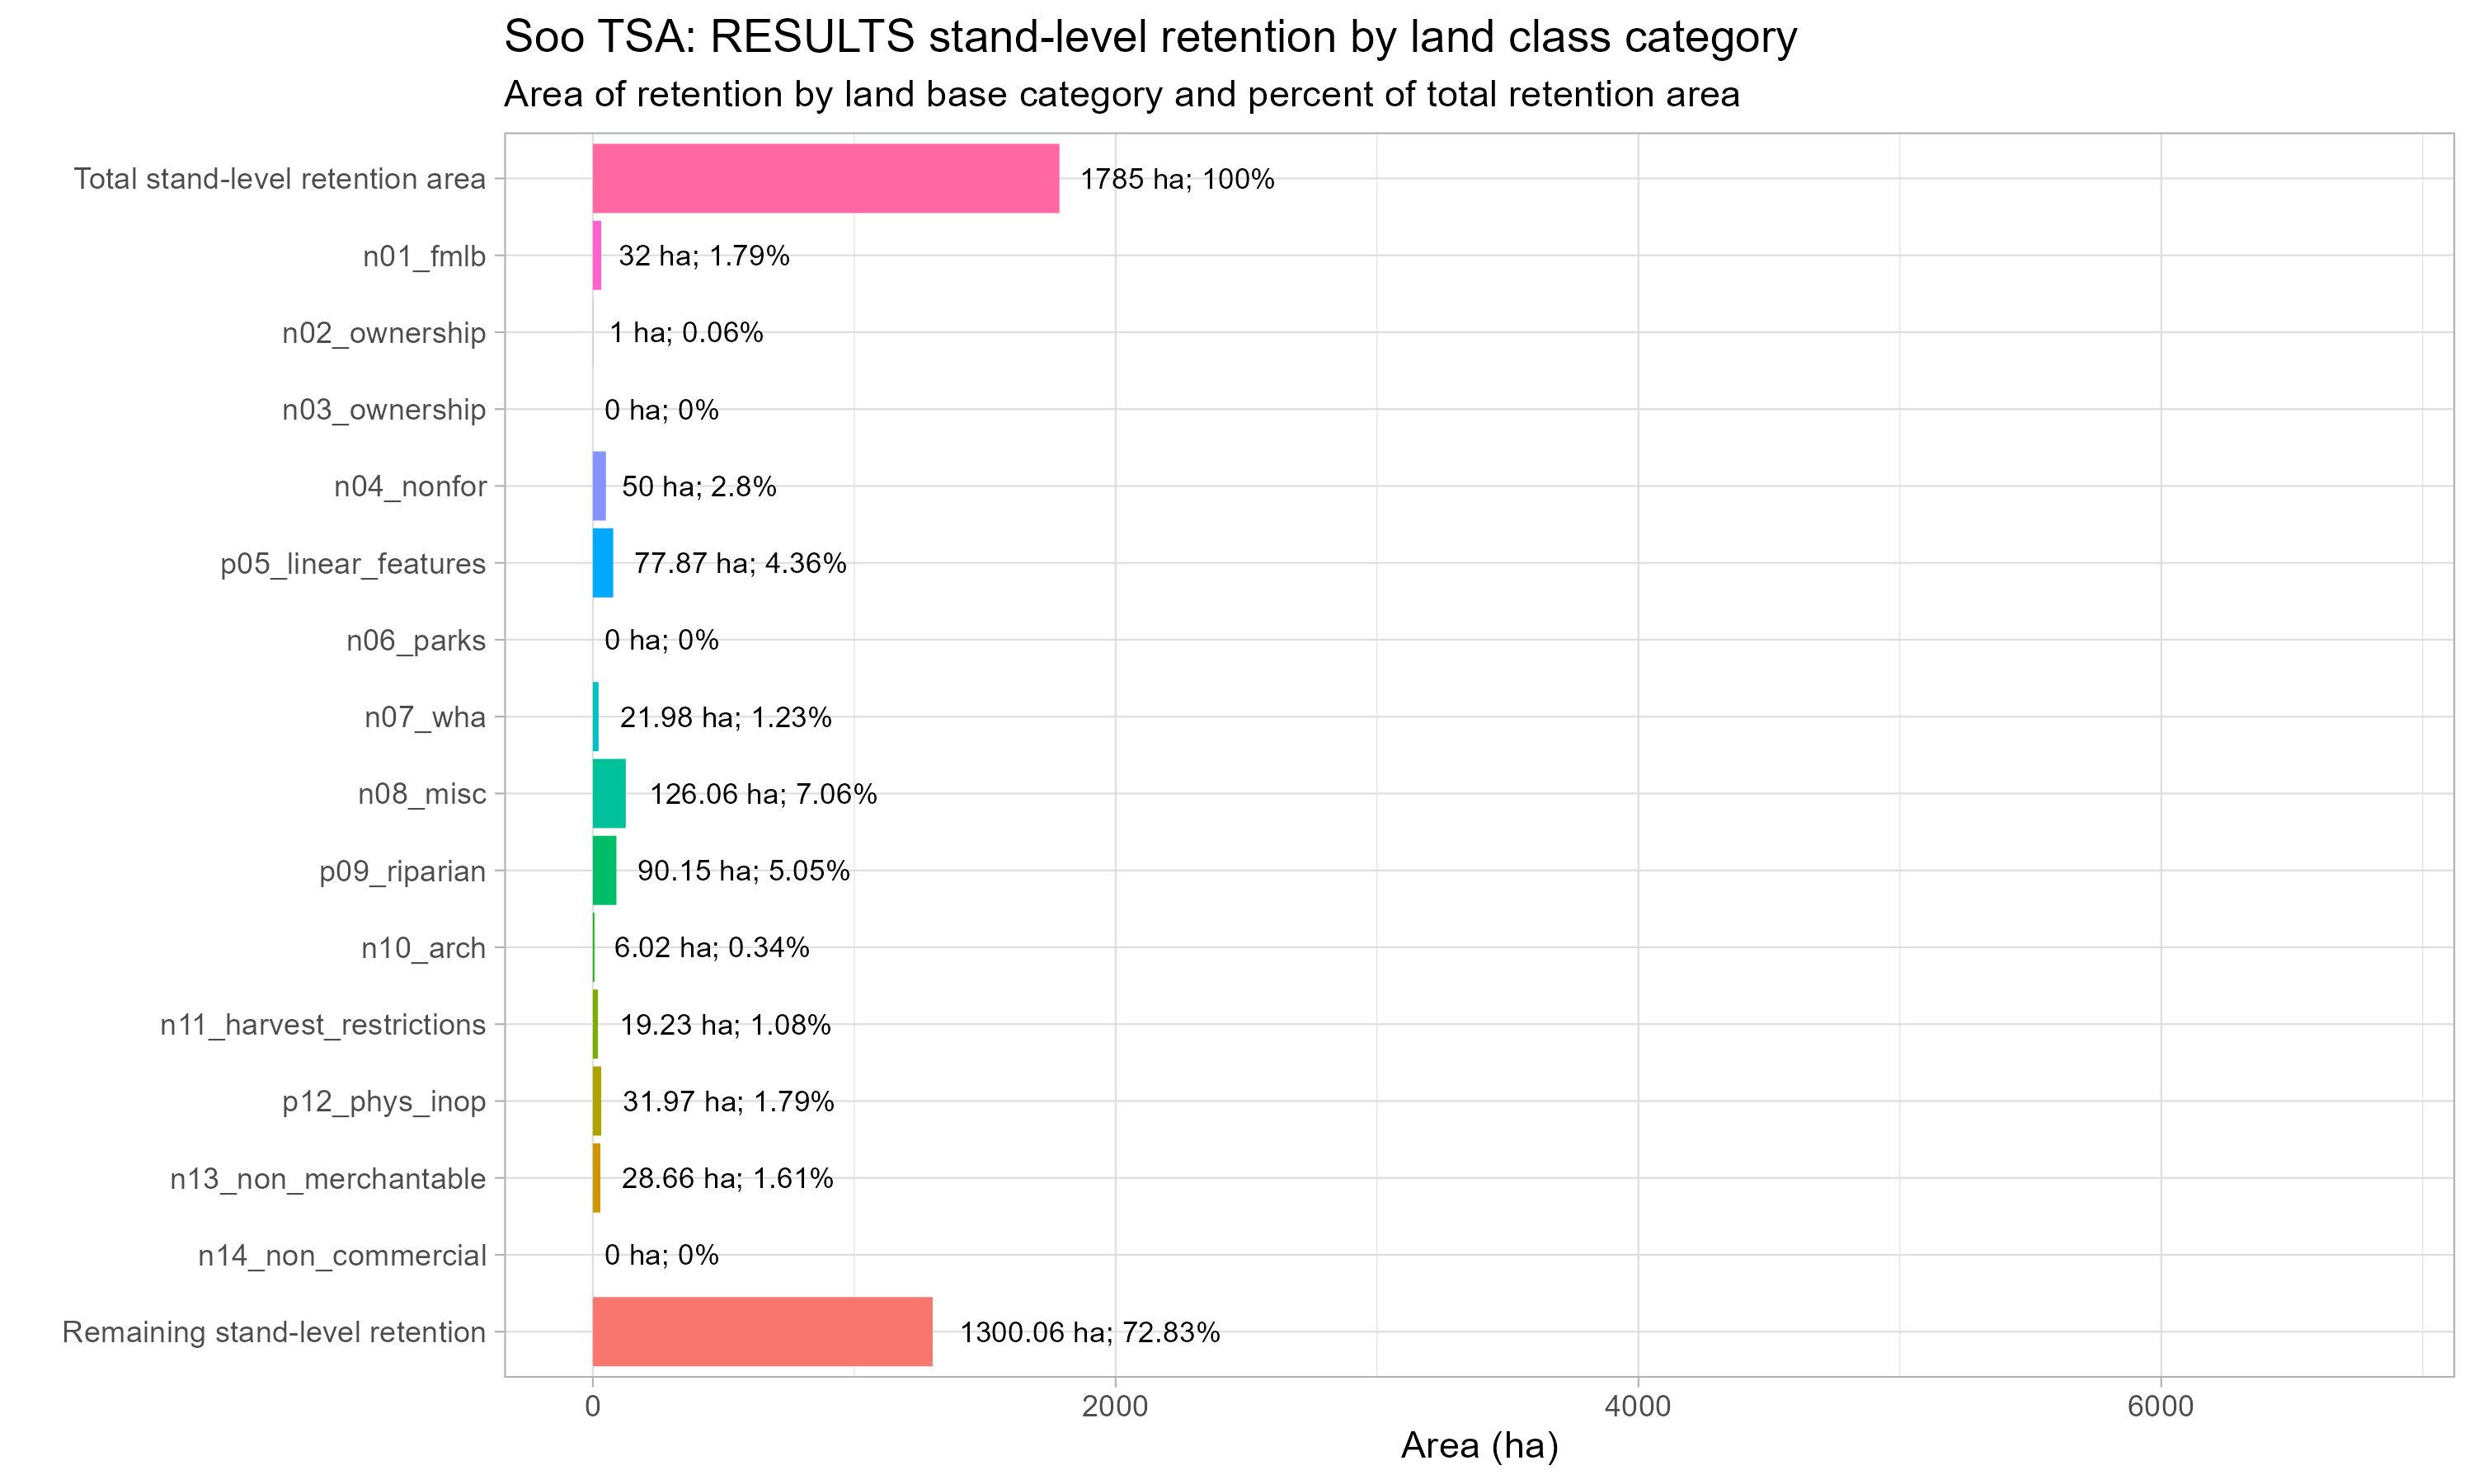 Soo TSA: RESULTS stand-level retention by land class category
Area of retention by land base category and percent of total retention area
Total stand-level retention area 1785 ha; 100%
n01_fmlb 32 ha; 1.79%
n02_ownership 1 ha; 0.06%
n03_ownership 0 ha; 0%
n04_nonfor 50 ha; 2.8%
p05_linear_features 77.87 ha; 4.36%
n06_parks 0 ha; 0%
n07_wha 21.98 ha; 1.23%
n08_misc 126.06 ha; 7.06%
p09_riparian 90.15 ha; 5.05%
n10_arch 6.02 ha; 0.34%
n11_harvest_restrictions 19.23 ha; 1.08%
p12_phys_inop 31.97 ha; 1.79%
n13_non_merchantable 28.66 ha; 1.61%
n14_non_commercial 0 ha; 0%
Remaining stand-level retention 1300.06 ha; 72.83%
0 2000 4000 6000
Area (ha)